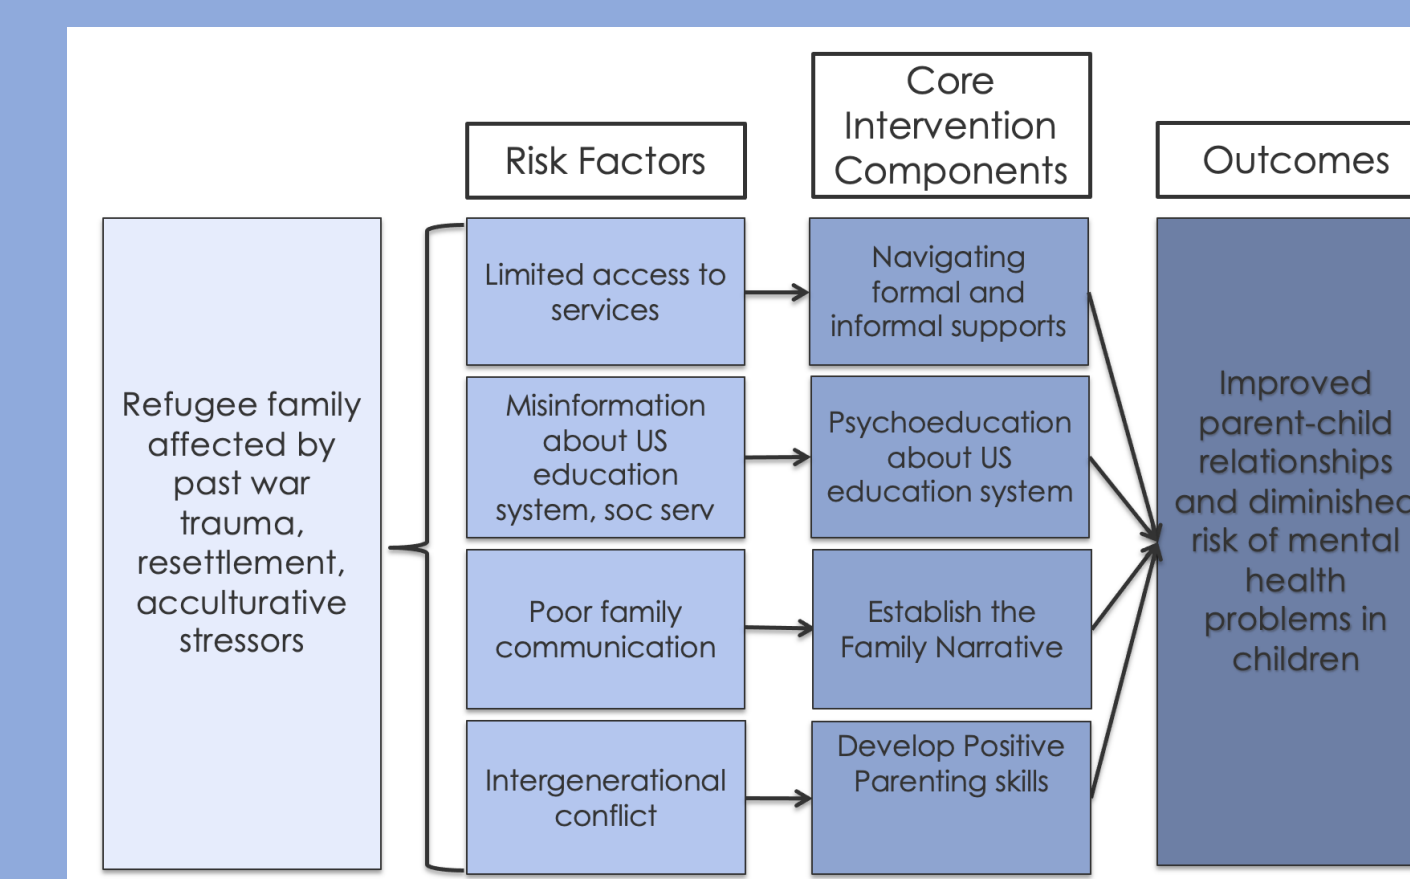 Core
Intervention
Components
Risk Factors
Outcomes
Refugee family
affected by
past war
trauma,
resettlement,
acculturative
stressors
Limited access to
services
Navigating
formal and
informal supports
Misinformation
about US
education
system, soc serv
Psychoeducation
about US
education system
Poor family
communication
Establish the
Family Narrative
Intergenerational
conflict
Develop Positive
Parenting skills
Improved
parent-child
relationships
and diminished
risk of mental
health
problems in
children